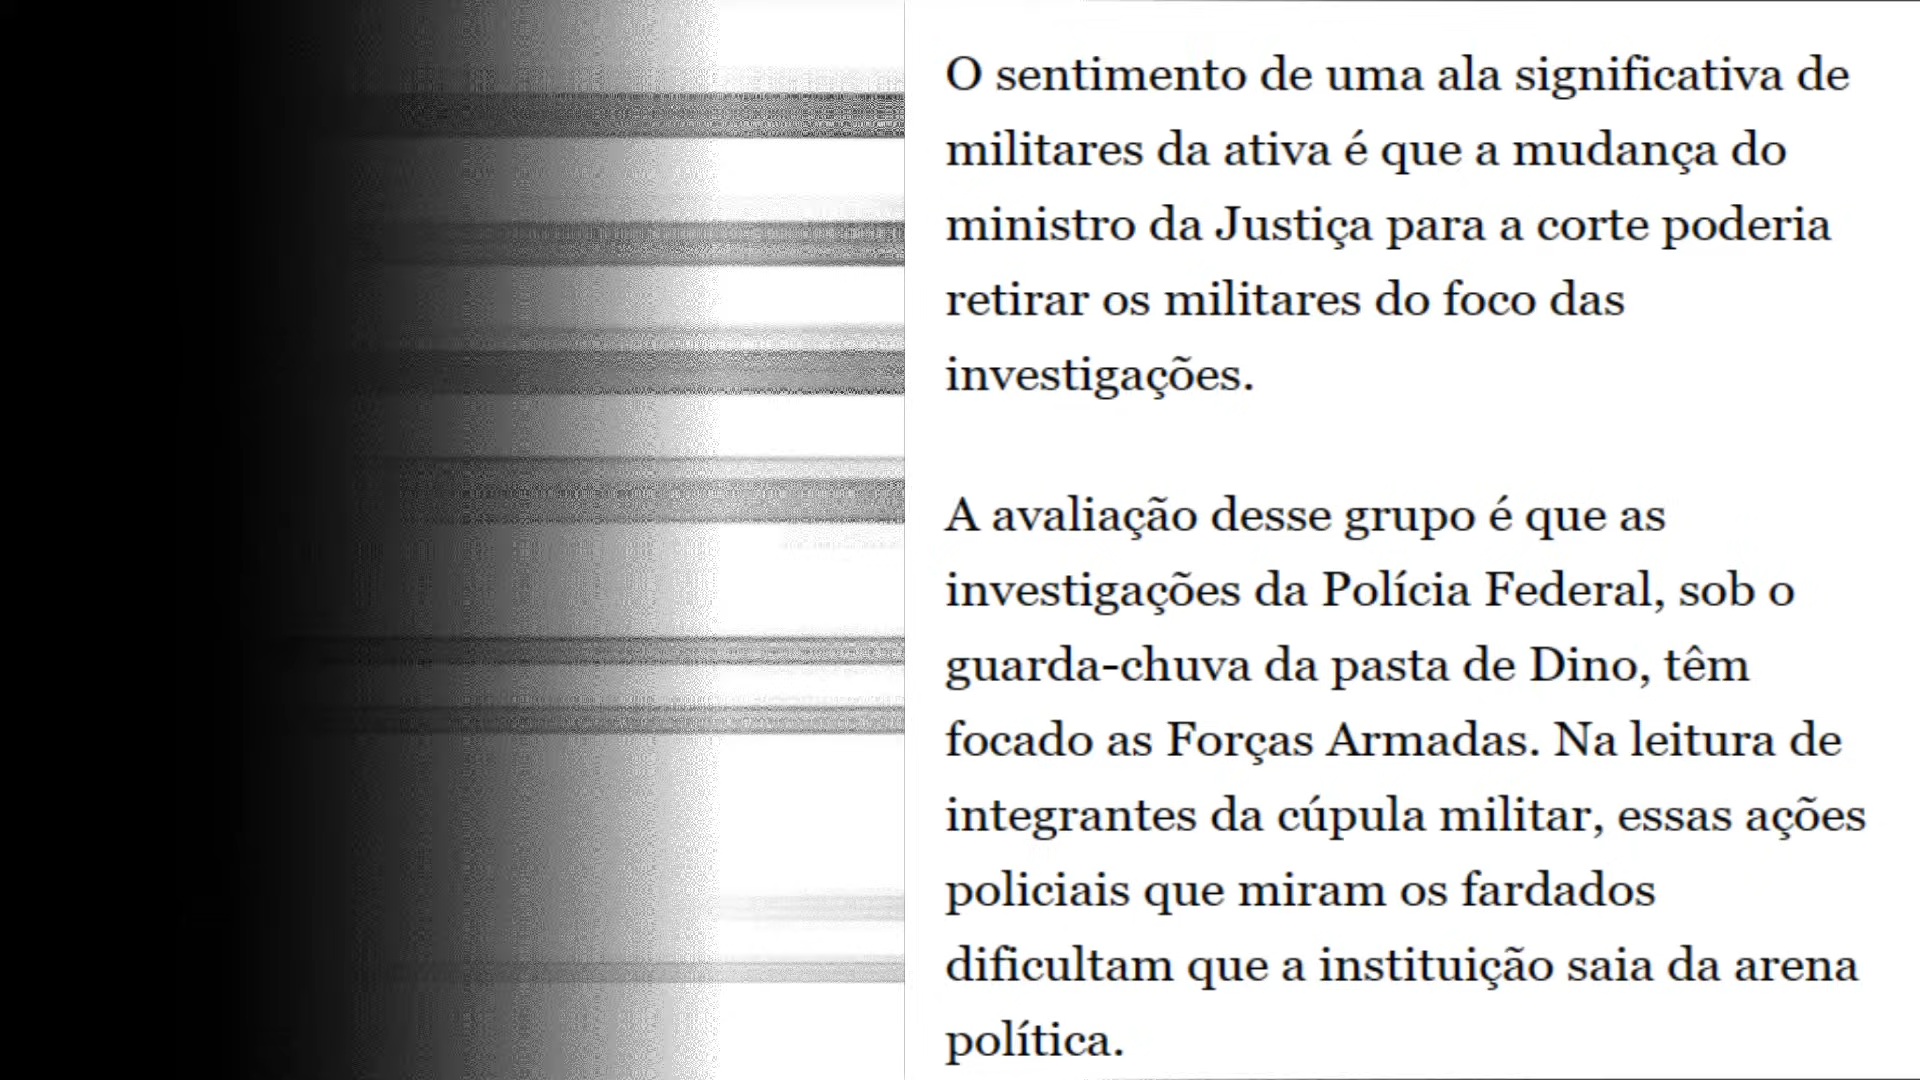 O sentimento de uma ala significativa de
militares da ativa é que a mudança do
ministro da Justiça para a corte poderia
retirar os militares do foco das
investigações.
A avaliação desse grupo é que as
investigações da Polícia Federal, sob o
guarda-chuva da pasta de Dino, têm
focado as Forças Armadas. Na leitura de
integrantes da cúpula militar, essas ações
policiais que miram os fardados
dificultam que a instituição saia da arena
política.